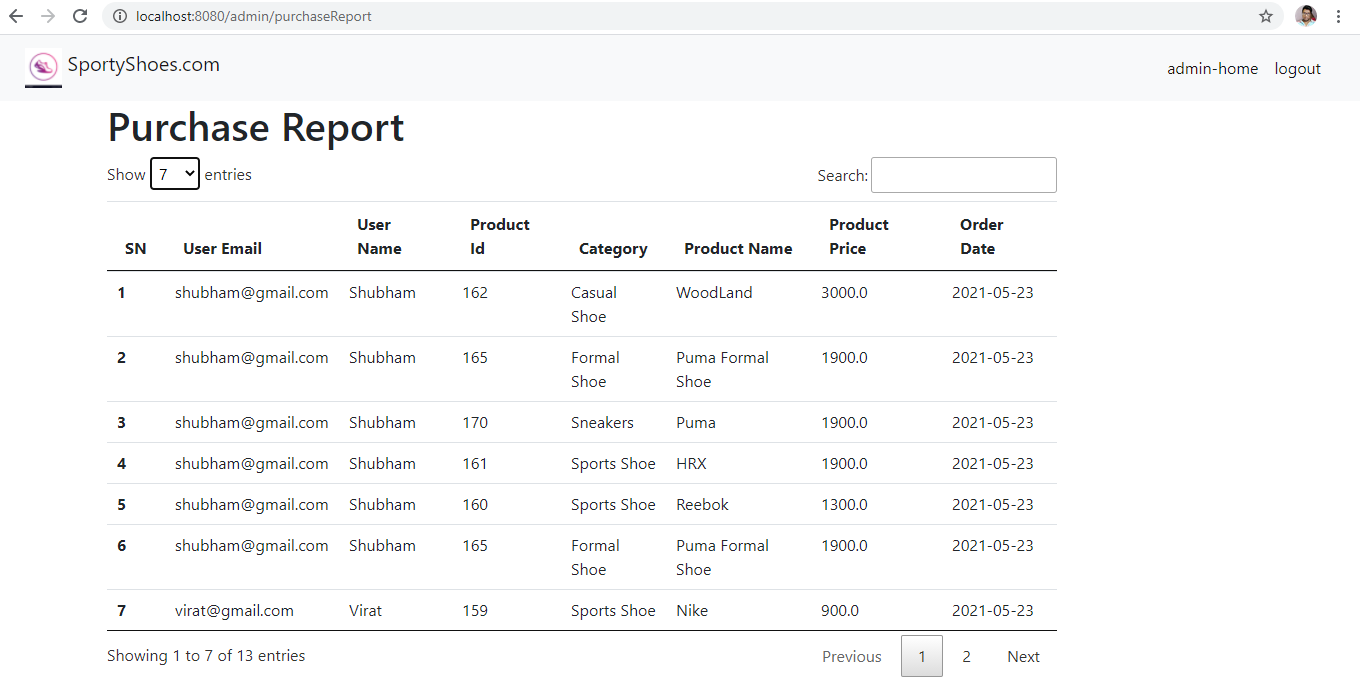 localhost:8080/admin/purchaseReport
SportyShoes.com
admin-home logout
Purchase Report
Show 7 entries
Search:
SN User Email User Name Product Id Category Product Name Product Price Order Date
1 shubham@gmail.com Shubham 162 Casual Shoe WoodLand 3000.0 2021-05-23
2 shubham@gmail.com Shubham 165 Formal Shoe Puma Formal Shoe 1900.0 2021-05-23
3 shubham@gmail.com Shubham 170 Sneakers Puma 1900.0 2021-05-23
4 shubham@gmail.com Shubham 161 Sports Shoe HRX 1900.0 2021-05-23
5 shubham@gmail.com Shubham 160 Sports Shoe Reebok 1300.0 2021-05-23
6 shubham@gmail.com Shubham 165 Formal Shoe Puma Formal Shoe 1900.0 2021-05-23
7 virat@gmail.com Virat 159 Sports Shoe Nike 900.0 2021-05-23
Showing 1 to 7 of 13 entries
Previous 1 2 Next